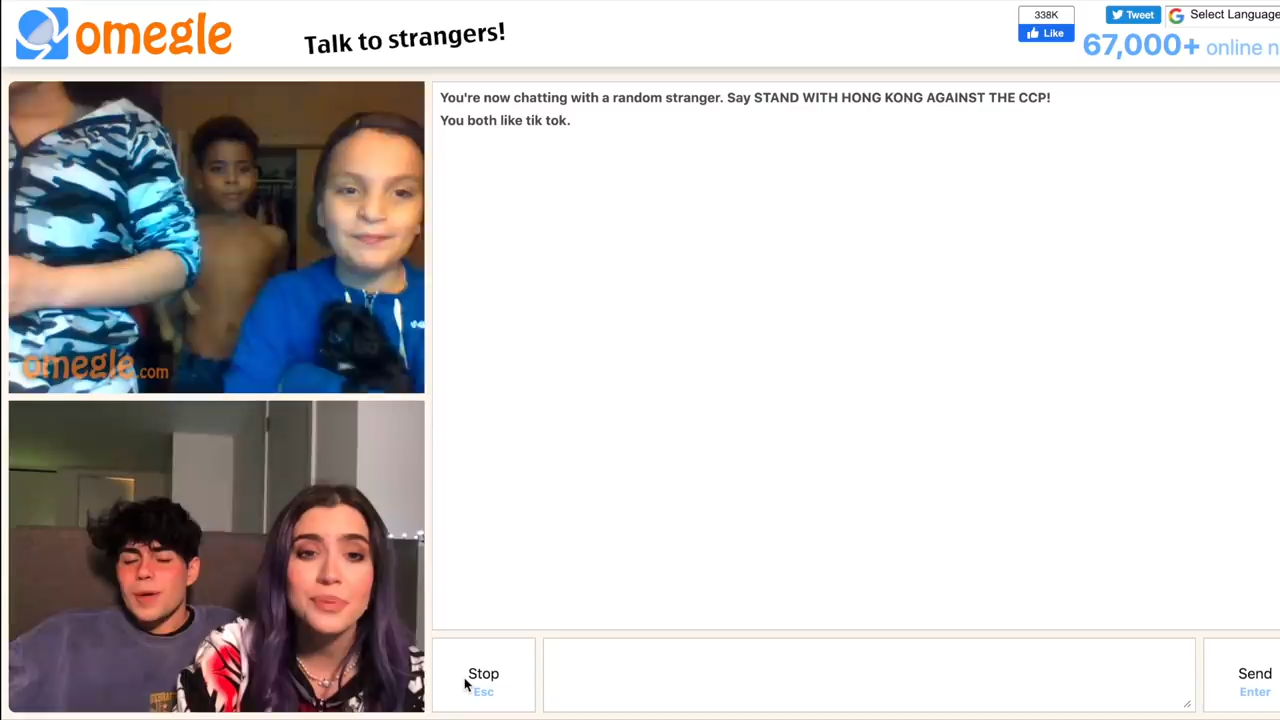 omegle
Talk to strangers!
338K
Like
Tweet
Select Language
67,000+ online n
You're now chatting with a random stranger. Say STAND WITH HONG KONG AGAINST THE CCP!
You both like tik tok.
omegle.com
Stop
Esc
Send
Enter